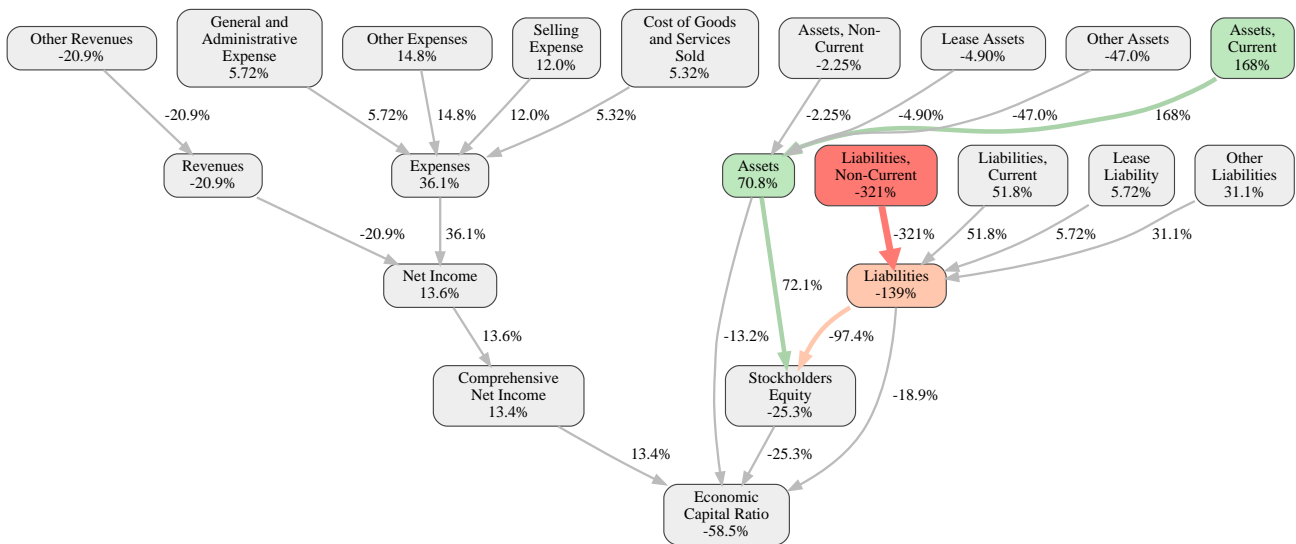 Other Revenues
-20.9%
General and
Administrative
Expense
5.72%
Other Expenses
14.8%
Selling
Expense
12.0%
Cost of Goods
and Services
Sold
5.32%
Assets, Non-
Current
-2.25%
Lease Assets
-4.90%
Other Assets
-47.0%
Assets,
Current
168%
-20.9%
5.72%
14.8%
12.0%
5.32%
-2.25%
-4.90%
-47.0%
168%
Revenues
-20.9%
Expenses
36.1%
Assets
70.8%
Liabilities,
Non-Current
-321%
Liabilities,
Current
51.8%
Lease
Liability
5.72%
Other
Liabilities
31.1%
-20.9%
36.1%
-321%
51.8%
5.72%
31.1%
Net Income
13.6%
Liabilities
-139%
72.1%
13.6%
-13.2%
-97.4%
Comprehensive
Net Income
13.4%
Stockholders
Equity
-25.3%
-18.9%
13.4%
-25.3%
Economic
Capital Ratio
-58.5%